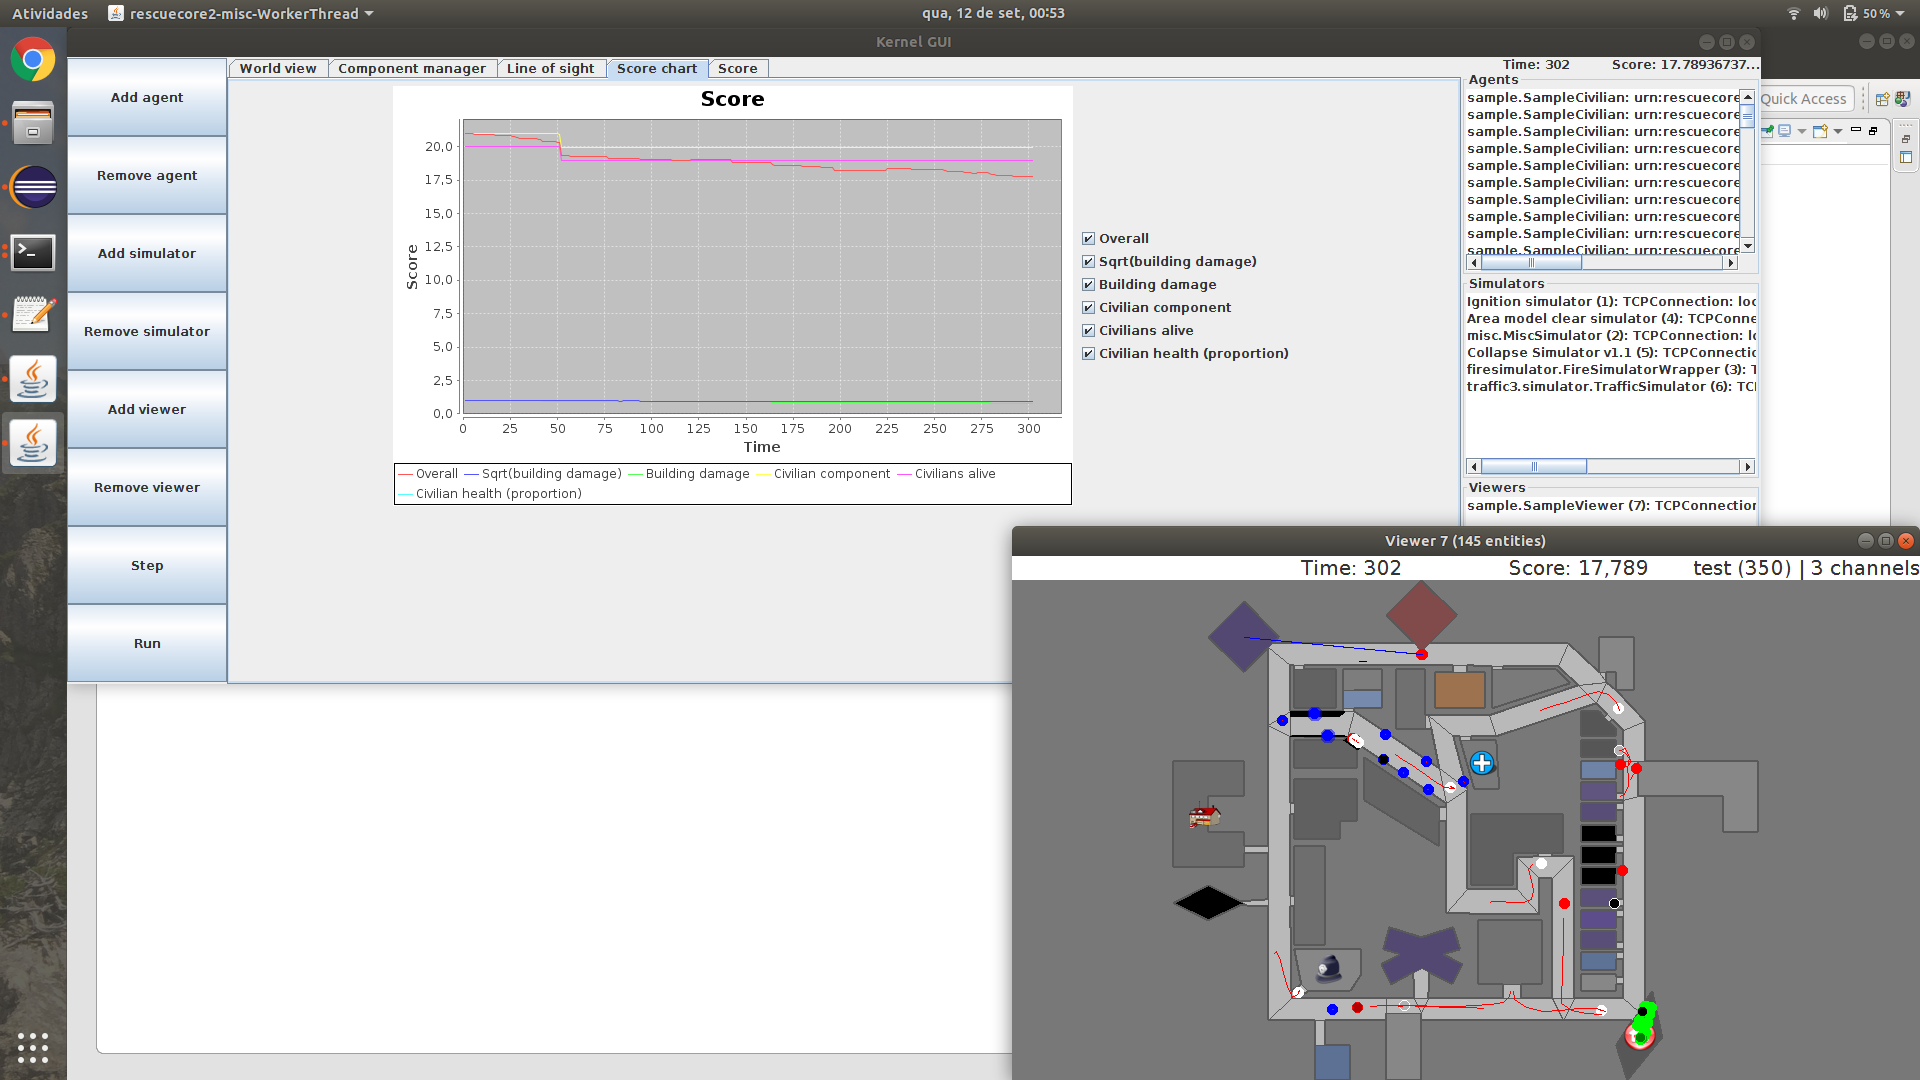 Atividades
rescuecore2-misc-WorkerThread
qua, 12 de set, 00:53
50 %
Kernel GUI
Add agent
Remove agent
Add simulator
Remove simulator
Add viewer
Remove viewer
Step
Run
World view
Component manager
Line of sight
Score chart
Score
Time: 302
Score: 17.78936737...
Score
Score
20,0
17,5
15,0
12,5
10,0
7,5
5,0
2,5
0,0
0 25 50 75 100 125 150 175 200 225 250 275 300
Time
Overall Sqrt(building damage) Building damage Civilian component Civilians alive
Civilian health (proportion)
Overall
Sqrt(building damage)
Building damage
Civilian component
Civilians alive
Civilian health (proportion)
Agents
sample.SampleCivilian: urn:rescuecore
sample.SampleCivilian: urn:rescuecore
sample.SampleCivilian: urn:rescuecore
sample.SampleCivilian: urn:rescuecore
sample.SampleCivilian: urn:rescuecore
sample.SampleCivilian: urn:rescuecore
sample.SampleCivilian: urn:rescuecore
sample.SampleCivilian: urn:rescuecore
sample.SampleCivilian: urn:rescuecore
sample.SampleCivilian: urn:rescuecore
Simulators
Ignition simulator (1): TCPConnection: loc
Area model clear simulator (4): TCPConne
misc.MiscSimulator (2): TCPConnection: l
Collapse Simulator v1.1 (5): TCPConnectic
firesimulator.FireSimulatorWrapper (3): T
traffic3.simulator.TrafficSimulator (6): TC
Viewers
sample.SampleViewer (7): TCPConnection
Quick Access
Viewer 7 (145 entities)
Time: 302
Score: 17,789
test (350) | 3 channels